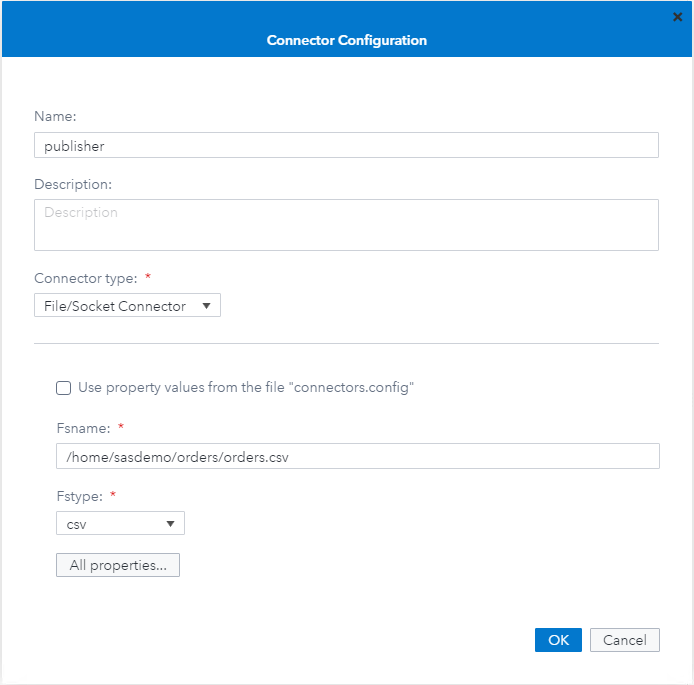 Connector Configuration
Name:
publisher
Description:
Description
Connector type: *
File/Socket Connector
Use property values from the file "connectors.config"
Fsname: *
/home/sasdemo/orders/orders.csv
Fstype: *
csv
All properties...
OK Cancel